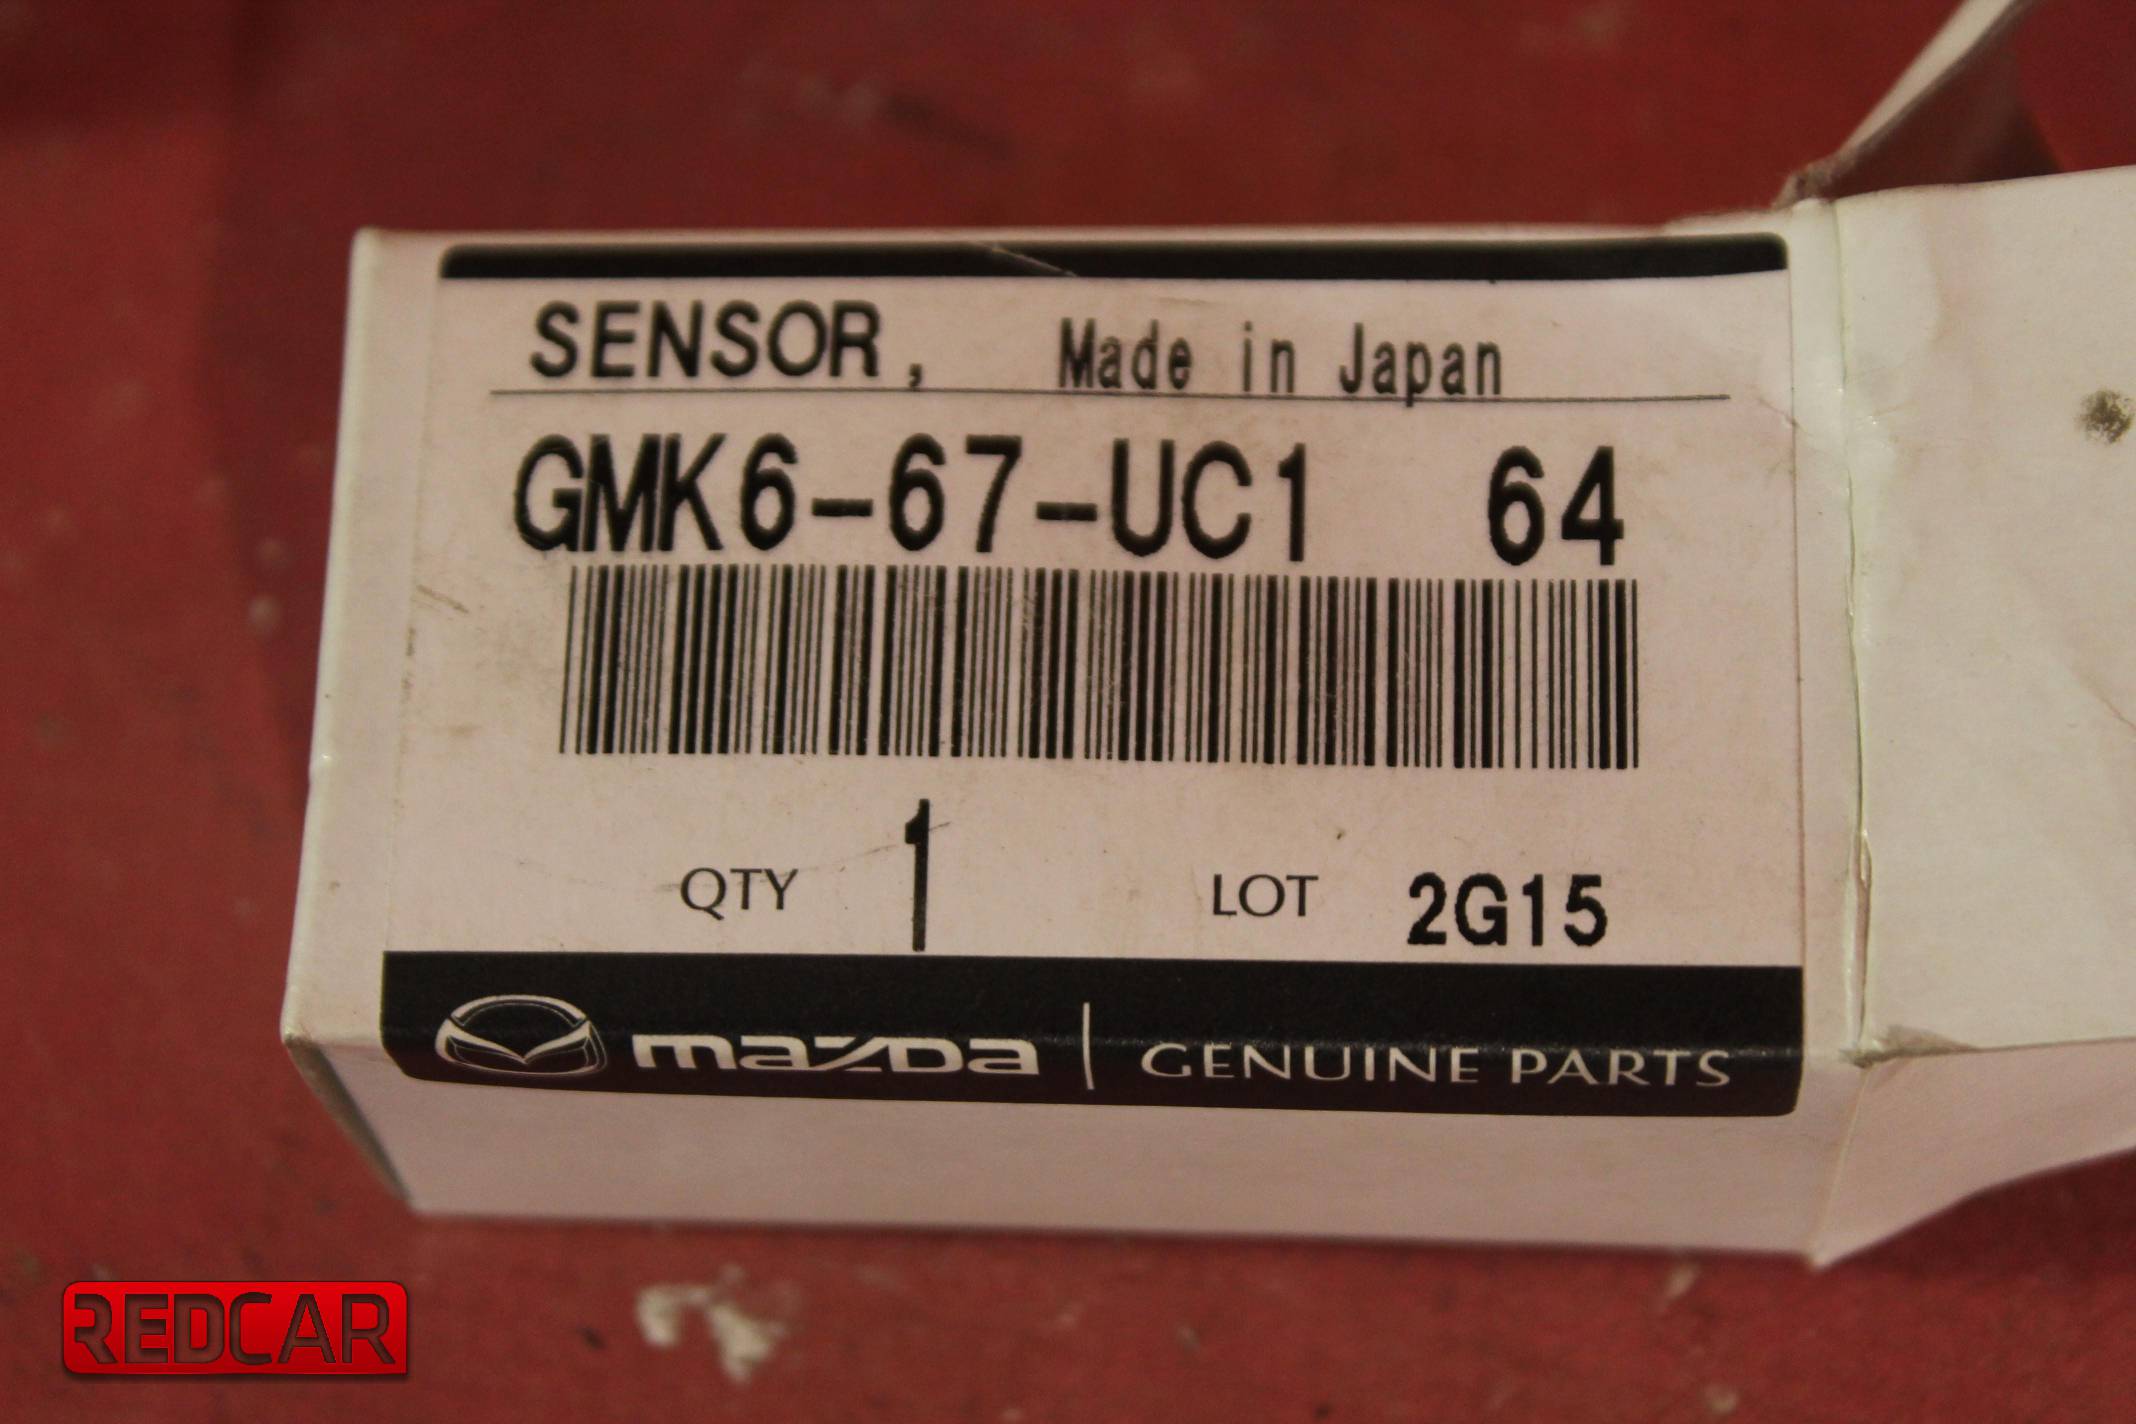 SENSOR, Made in Japan
GMK6-67-UC1 64
QTY 1 LOT 2G15
mazda | GENUINE PARTS
REDCAR